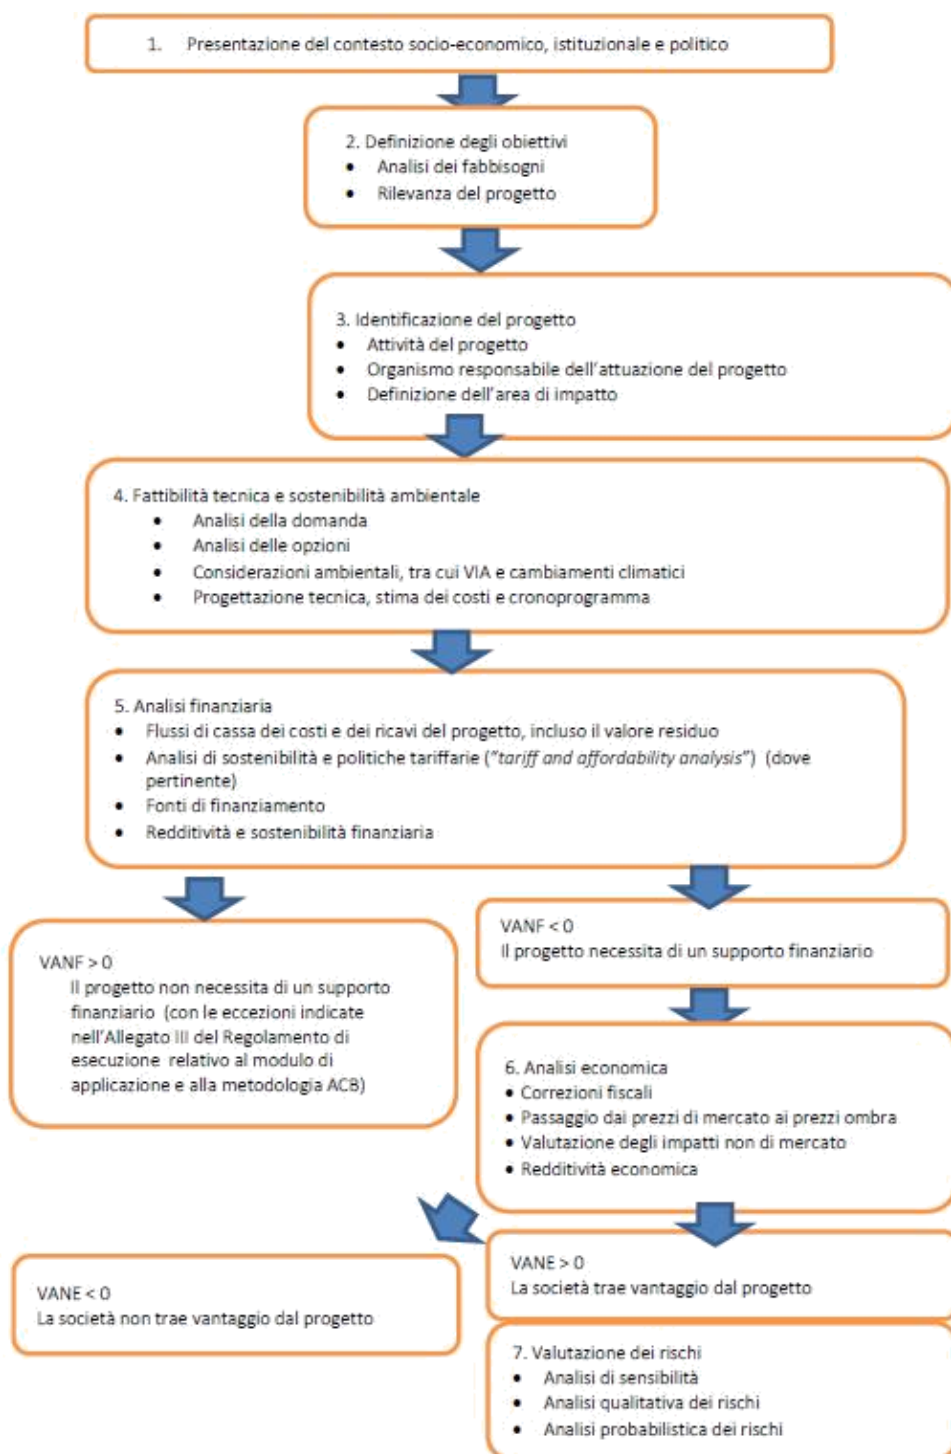 1. Presentazione del contesto socio-economico, istituzionale e politico
2. Definizione degli obiettivi
• Analisi dei fabbisogni
• Rilevanza del progetto
3. Identificazione del progetto
• Attività del progetto
• Organismo responsabile dell'attuazione del progetto
• Definizione dell'area di impatto
4. Fattibilità tecnica e sostenibilità ambientale
• Analisi della domanda
• Analisi delle opzioni
• Considerazioni ambientali, tra cui VIA e cambiamenti climatici
• Progettazione tecnica, stima dei costi e cronoprogramma
5. Analisi finanziaria
• Flussi di cassa dei costi e dei ricavi del progetto, incluso il valore residuo
• Analisi di sostenibilità e politiche tariffarie ("tariff and affordability analysis") (dove
pertinente)
• Fonti di finanziamento
• Redditività e sostenibilità finanziaria
VANF > 0
Il progetto non necessita di un supporto
finanziario (con le eccezioni indicate
nell'Allegato III del Regolamento di
esecuzione relativo al modulo di
applicazione e alla metodologia ACB)
VANF < 0
Il progetto necessita di un supporto finanziario
6. Analisi economica
• Correzioni fiscali
• Passaggio dai prezzi di mercato ai prezzi ombra
• Valutazione degli impatti non di mercato
• Redditività economica
VANE < 0
La società non trae vantaggio dal progetto
VANE > 0
La società trae vantaggio dal progetto
7. Valutazione dei rischi
• Analisi di sensibilità
• Analisi qualitativa dei rischi
• Analisi probabilistica dei rischi